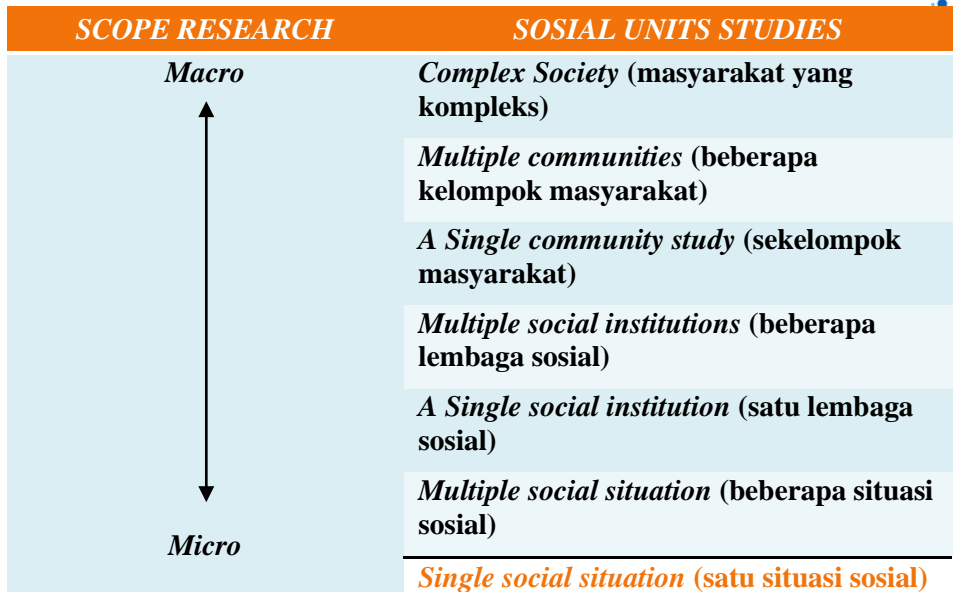 SCOPE RESEARCH
SOSIAL UNITS STUDIES
Macro
Complex Society (masyarakat yang
kompleks)
Multiple communities (beberapa
kelompok masyarakat)
A Single community study (sekelompok
masyarakat)
Multiple social institutions (beberapa
lembaga sosial)
A Single social institution (satu lembaga
sosial)
Multiple social situation (beberapa situasi
sosial)
Micro
Single social situation (satu situasi sosial)